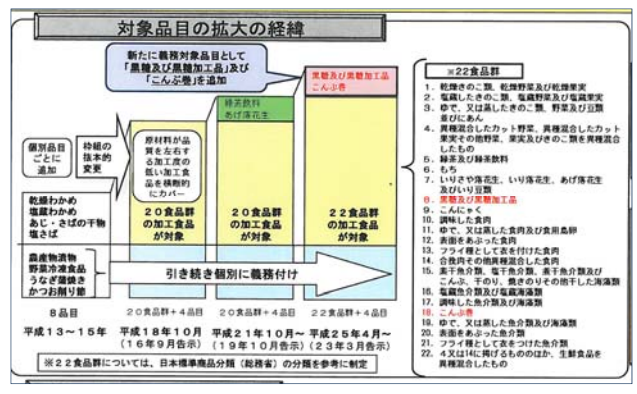 対象品目の拡大の経緯
新たに義務対象品目として
「黒糖及び黒糖加工品」及び
「こんぶ巻」を追加
黒糖及び黒糖加工品
こんぶ巻
緑茶飲料
あげ落花生
個別品目
ごとに
追加
枠組の
抜本的
変更
原材料が品
質を左右す
る加工度の
低い加工食
品を横断的
にカバー
乾燥わかめ
塩蔵わかめ
あじ・さばの干物
塩さば
20食品群
の加工食品
が対象
20食品群
の加工食品
が対象
22食品群
の加工食品
が対象
農産物漬物
野菜冷凍食品
うなぎ蒲焼き
かつお削り節
引き続き個別に義務付け
8品目
20食品群+4品目
20食品群+4品目
22食品群+4品目
平成13~15年
平成18年10月
(16年9月告示)
平成21年10月~
(19年10月告示)
平成25年4月~
(23年3月告示)
※22食品群については、日本標準商品分類(総務省)の分類を参考に制定
※22食品群
1. 乾燥きのこ類、乾燥野菜及び乾燥果実
2. 塩蔵したきのこ類、塩蔵野菜及び塩蔵果実
3. ゆで、又は蒸したきのこ類、野菜及び豆類
並びにあん
4. 異種混合したカット野菜、異種混合したカット
果実その他野菜、果実及びきのこ類を異種混合
したもの
5. 緑茶及び緑茶飲料
6. もち
7. いりさや落花生、いり落花生、あげ落花生
及びいり豆類
8. 黒糖及び黒糖加工品
9. こんにゃく
10. 調味した食肉
11. ゆで、又は蒸した食肉及び食用鳥卵
12. 表面をあぶった食肉
13. フライ種として衣を付けた食肉
14. 合挽肉その他異種混合した食肉
15. 素干魚介類、塩干魚介類、煮干魚介類及び
こんぶ、干のり、焼きのりその他干した海藻類
16. 塩蔵魚介類及び塩蔵海藻類
17. 調味した魚介類及び海藻類
18. こんぶ巻
19. ゆで、又は蒸した魚介類及び海藻類
20. 表面をあぶった魚介類
21. フライ種として衣をつけた魚介類
22. 4又は14に掲げるもののほか、生鮮食品を
異種混合したもの